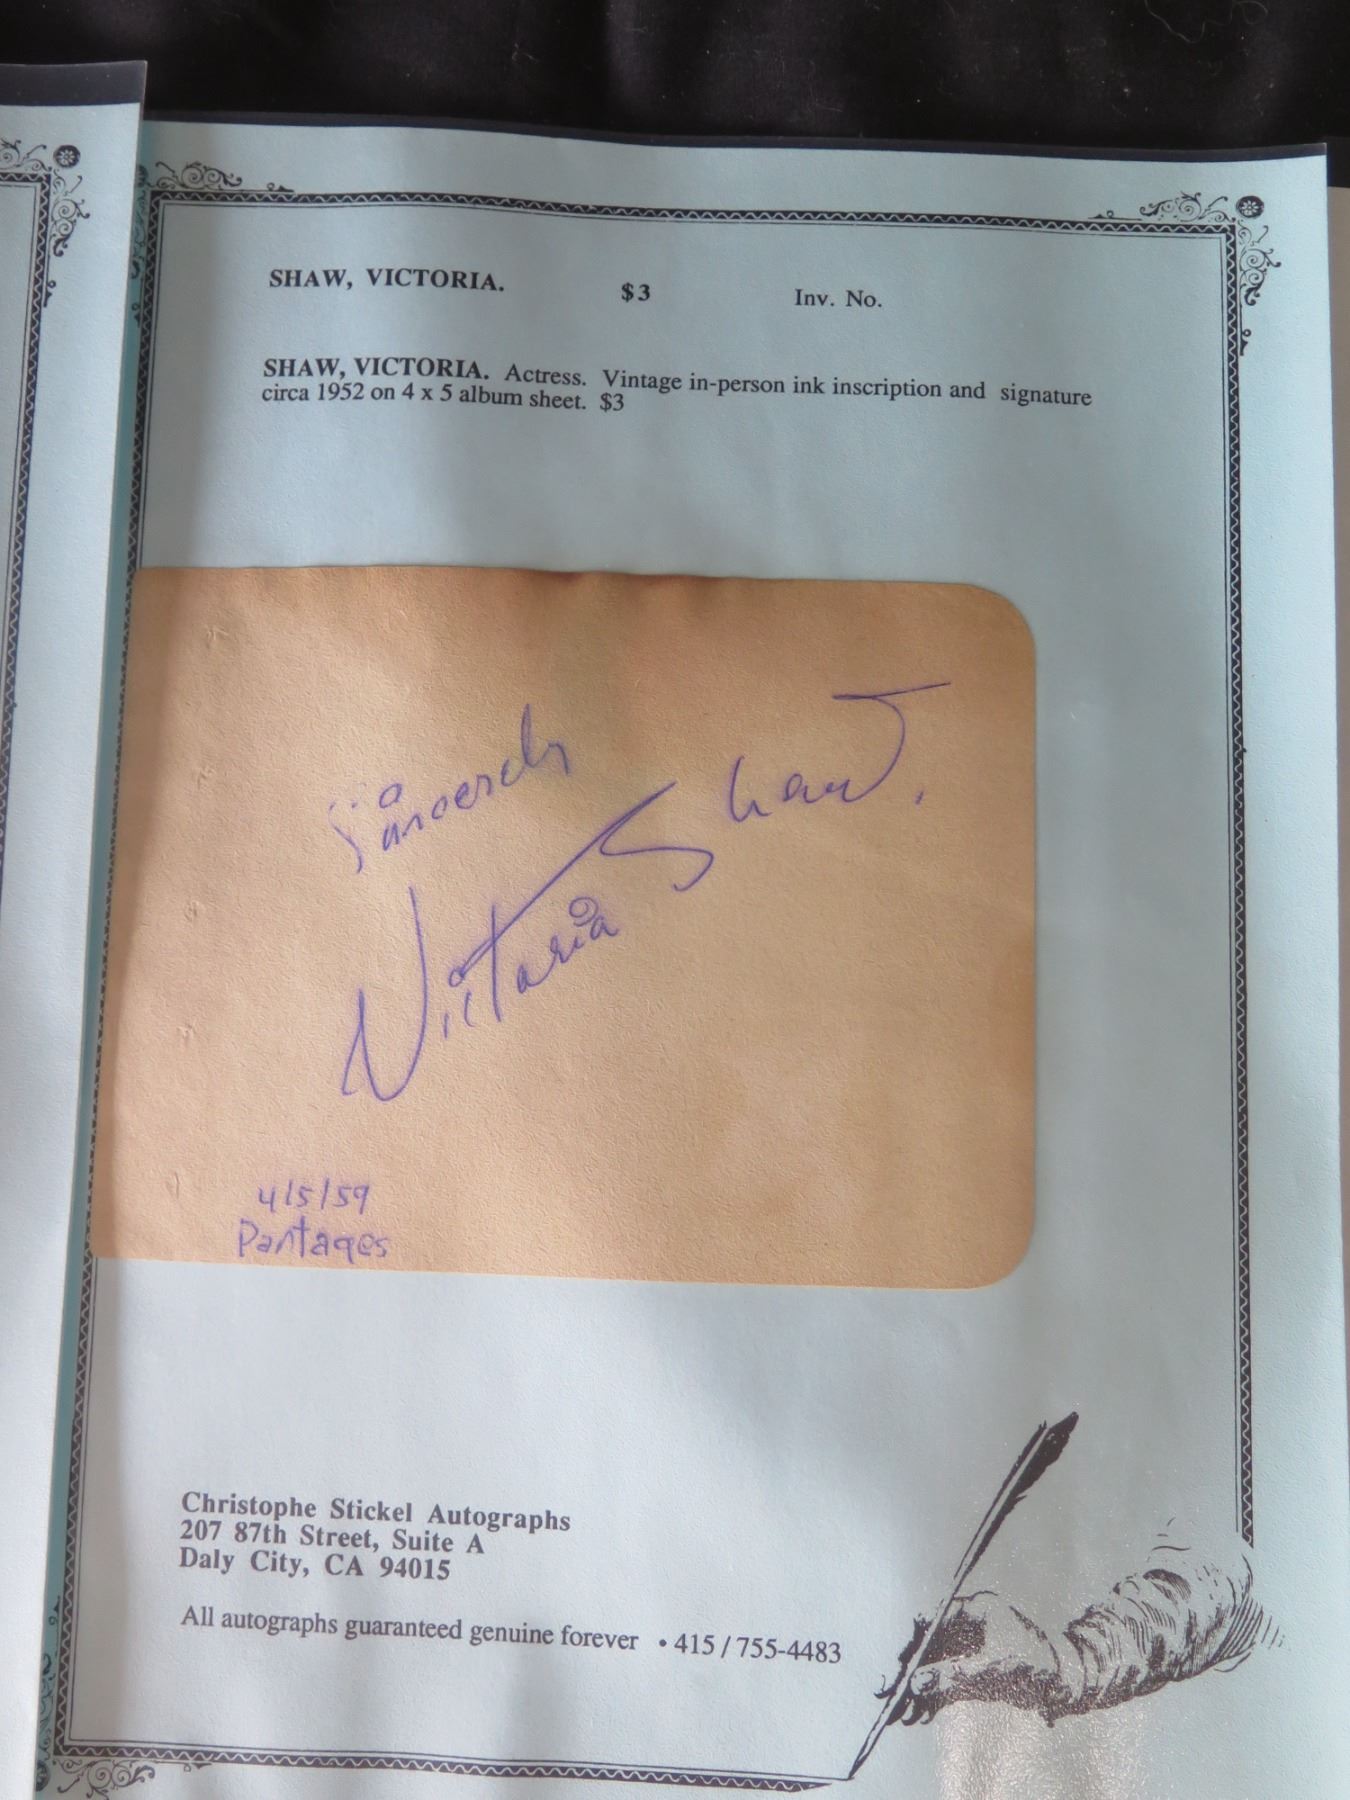 SHAW, VICTORIA. $3 Inv. No.
SHAW, VICTORIA. Actress. Vintage in-person ink inscription and signature
circa 1952 on 4 x 5 album sheet. $3
Sincerely
Victoria Shaw.
4/5/59
Pantages
Christophe Stickel Autographs
207 87th Street, Suite A
Daly City, CA 94015
All autographs guaranteed genuine forever • 415/755-4483